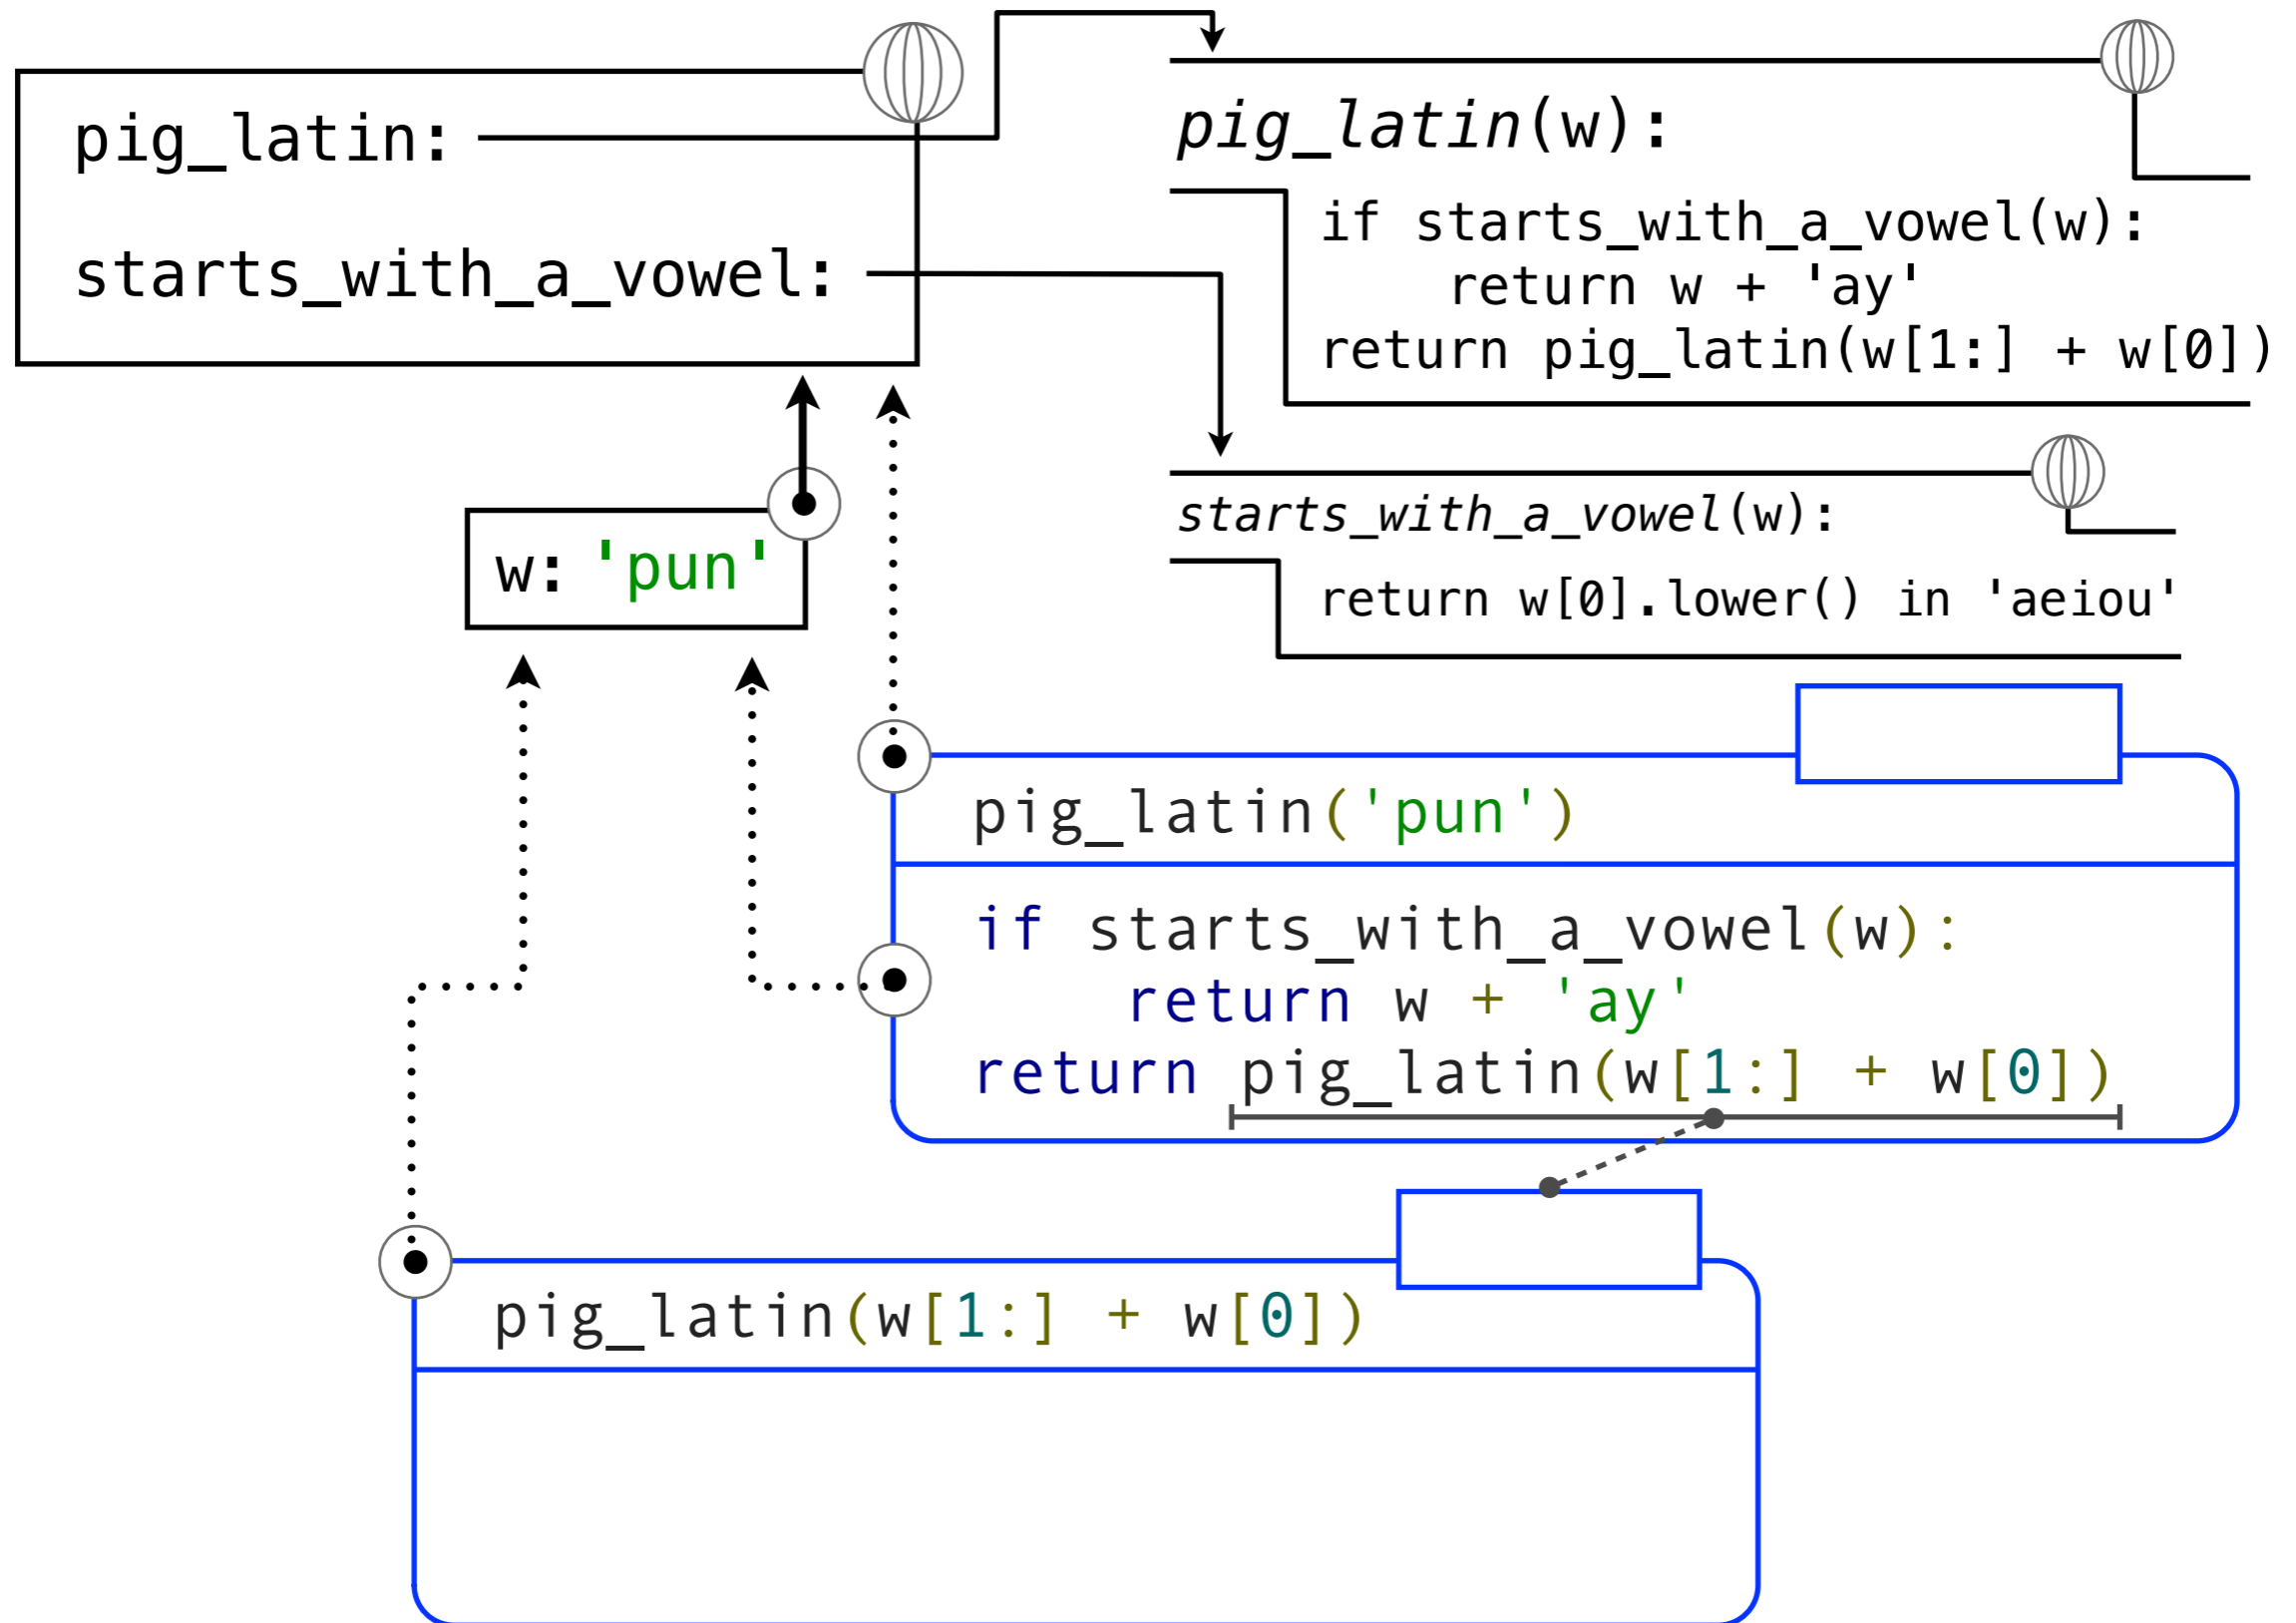 pig_latin:
starts_with_a_vowel:
pig_latin(w):
if starts_with_a_vowel(w):
return w + 'ay'
return pig_latin(w[1:] + w[0])
starts_with_a_vowel(w):
return w[0].lower() in 'aeiou'
w: 'pun'
pig_latin('pun')
if starts_with_a_vowel(w):
return w + 'ay'
return pig_latin(w[1:] + w[0])
pig_latin(w[1:] + w[0])